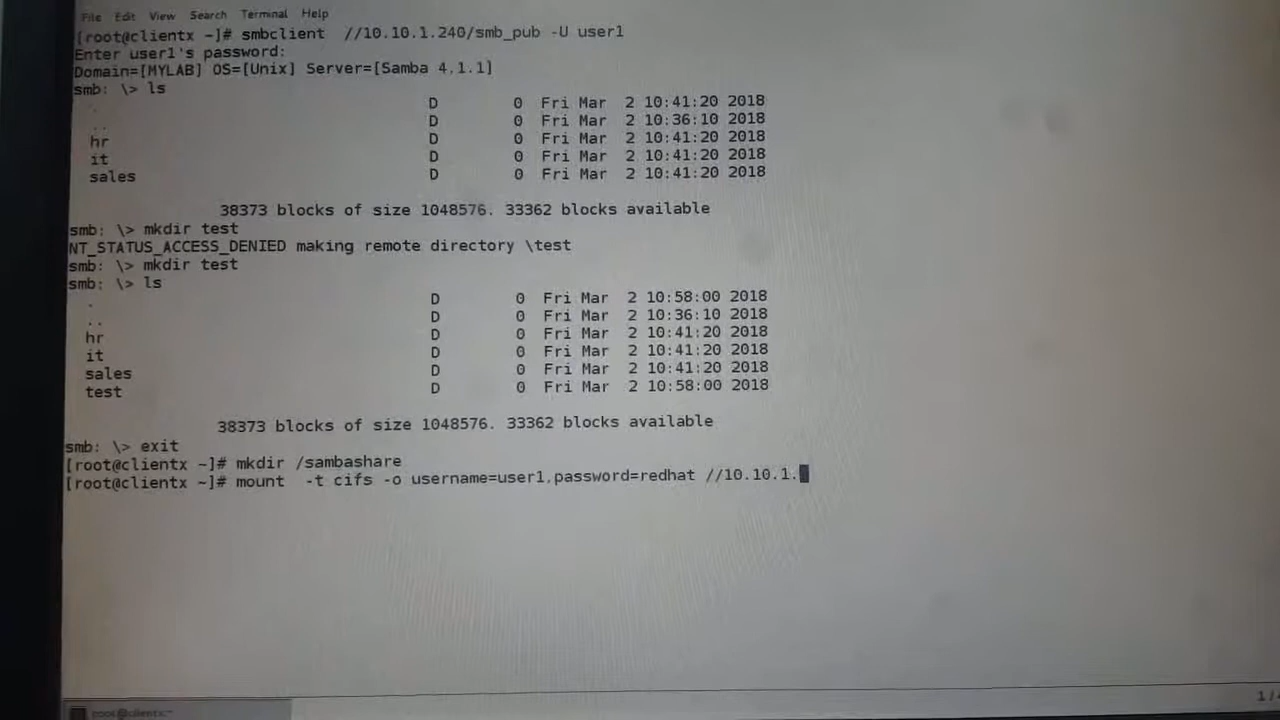 File Edit View Search Terminal Help
[root@clientx ~]# smbclient //10.10.1.240/smb_pub -U user1
Enter user1's password:
Domain=[MYLAB] OS=[Unix] Server=[Samba 4.1.1]
smb: \> ls
. D 0 Fri Mar 2 10:41:20 2018
.. D 0 Fri Mar 2 10:36:10 2018
hr D 0 Fri Mar 2 10:41:20 2018
it D 0 Fri Mar 2 10:41:20 2018
sales D 0 Fri Mar 2 10:41:20 2018
38373 blocks of size 1048576. 33362 blocks available
smb: \> mkdir test
NT_STATUS_ACCESS_DENIED making remote directory \test
smb: \> mkdir test
smb: \> ls
. D 0 Fri Mar 2 10:58:00 2018
.. D 0 Fri Mar 2 10:36:10 2018
hr D 0 Fri Mar 2 10:41:20 2018
it D 0 Fri Mar 2 10:41:20 2018
sales D 0 Fri Mar 2 10:41:20 2018
test D 0 Fri Mar 2 10:58:00 2018
38373 blocks of size 1048576. 33362 blocks available
smb: \> exit
[root@clientx ~]# mkdir /sambashare
[root@clientx ~]# mount -t cifs -o username=user1,password=redhat //10.10.1.
root@clientx:~